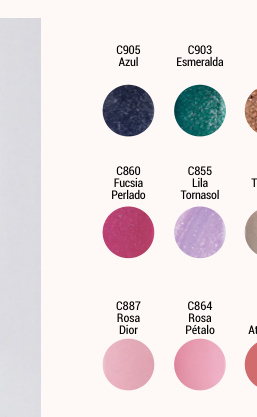 C905
Azul
C903
Esmeralda
C860
Fucsia
Perlado
C855
Lila
Tornasol
C887
Rosa
Dior
C864
Rosa
Pétalo